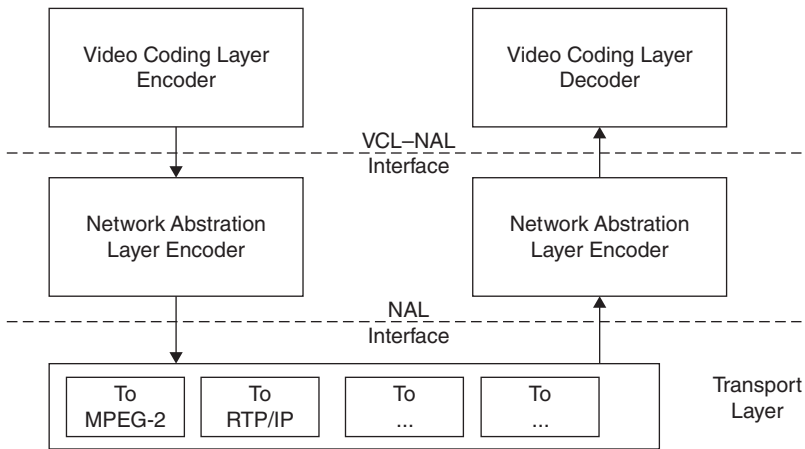 Video Coding Layer
Encoder
Video Coding Layer
Decoder
VCL–NAL
Interface
Network Abstration
Layer Encoder
Network Abstration
Layer Encoder
NAL
Interface
To
MPEG-2
To
RTP/IP
To
...
To
...
Transport
Layer